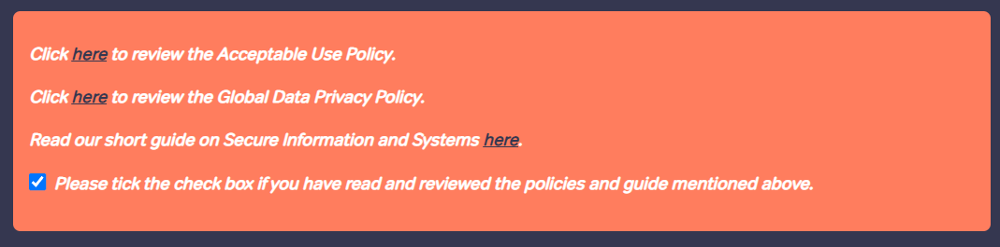 Click here to review the Acceptable Use Policy.
Click here to review the Global Data Privacy Policy.
Read our short guide on Secure Information and Systems here.
Please tick the check box if you have read and reviewed the policies and guide mentioned above.